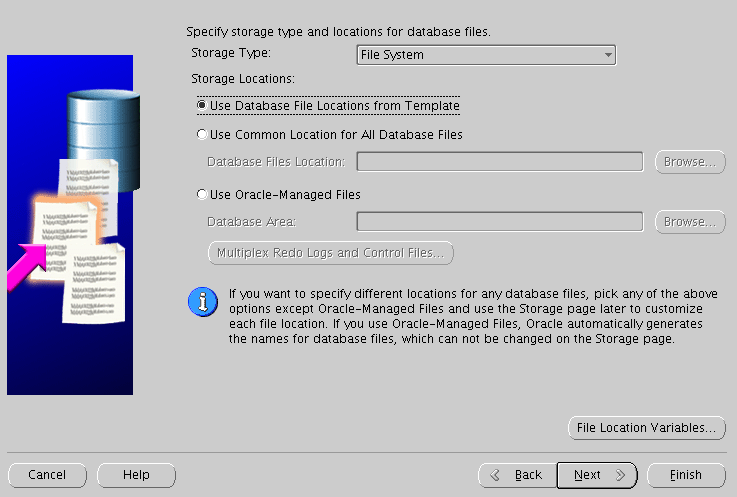 Specify storage type and locations for database files.
Storage Type: File System
Storage Locations:
Use Database File Locations from Template
Use Common Location for All Database Files
Database Files Location: Browse...
Use Oracle-Managed Files
Database Area: Browse...
Multiplex Redo Logs and Control Files...
If you want to specify different locations for any database files, pick any of the above
options except Oracle-Managed Files and use the Storage page later to customize
each file location. If you use Oracle-Managed Files, Oracle automatically generates
the names for database files, which can not be changed on the Storage page.
File Location Variables...
Cancel Help Back Next Finish